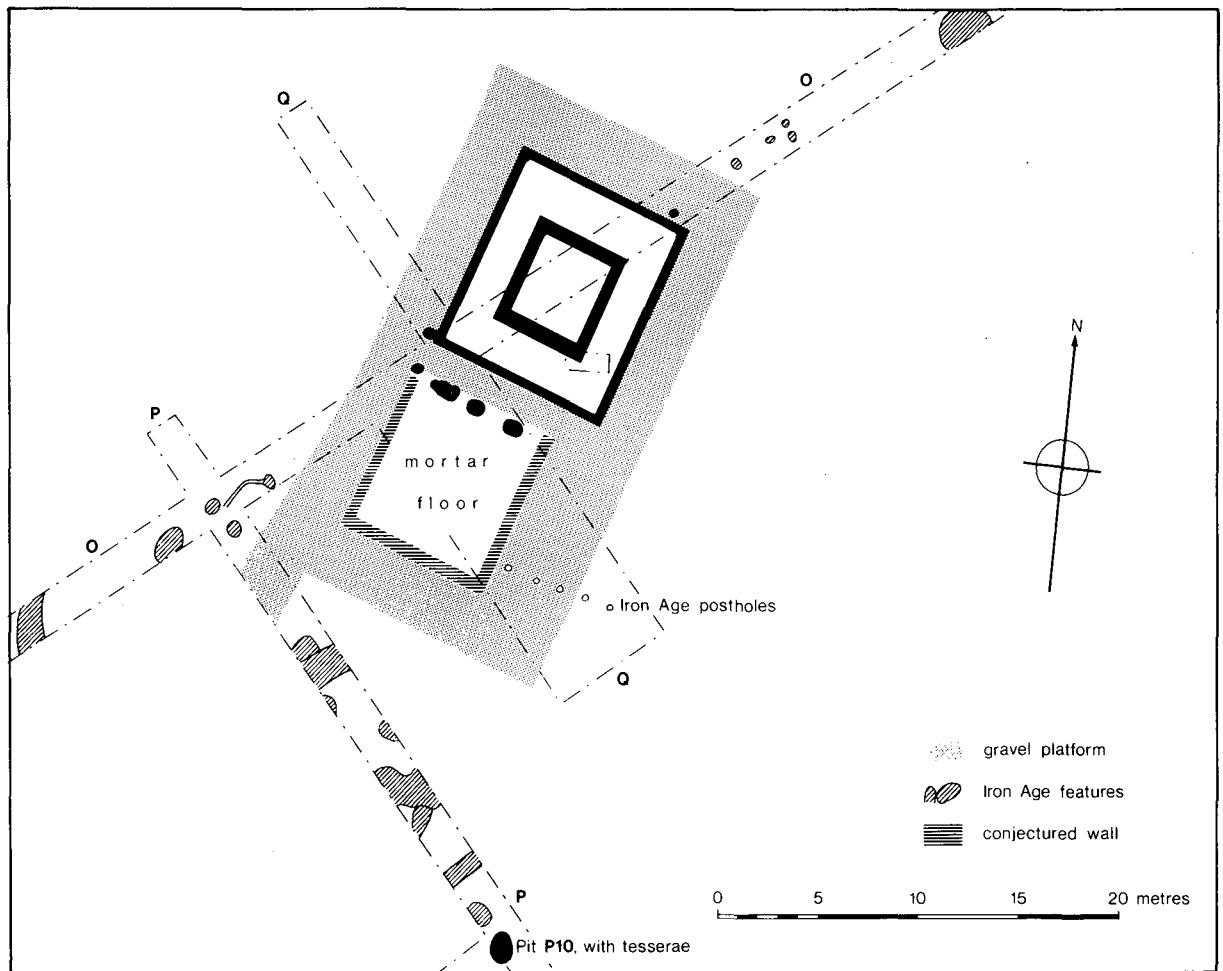 O
Q
N
P
mortar
floor
O
Iron Age postholes
Q
gravel platform
Iron Age features
conjectured wall
P
0 5 10 15 20 metres
Pit P10, with tesserae